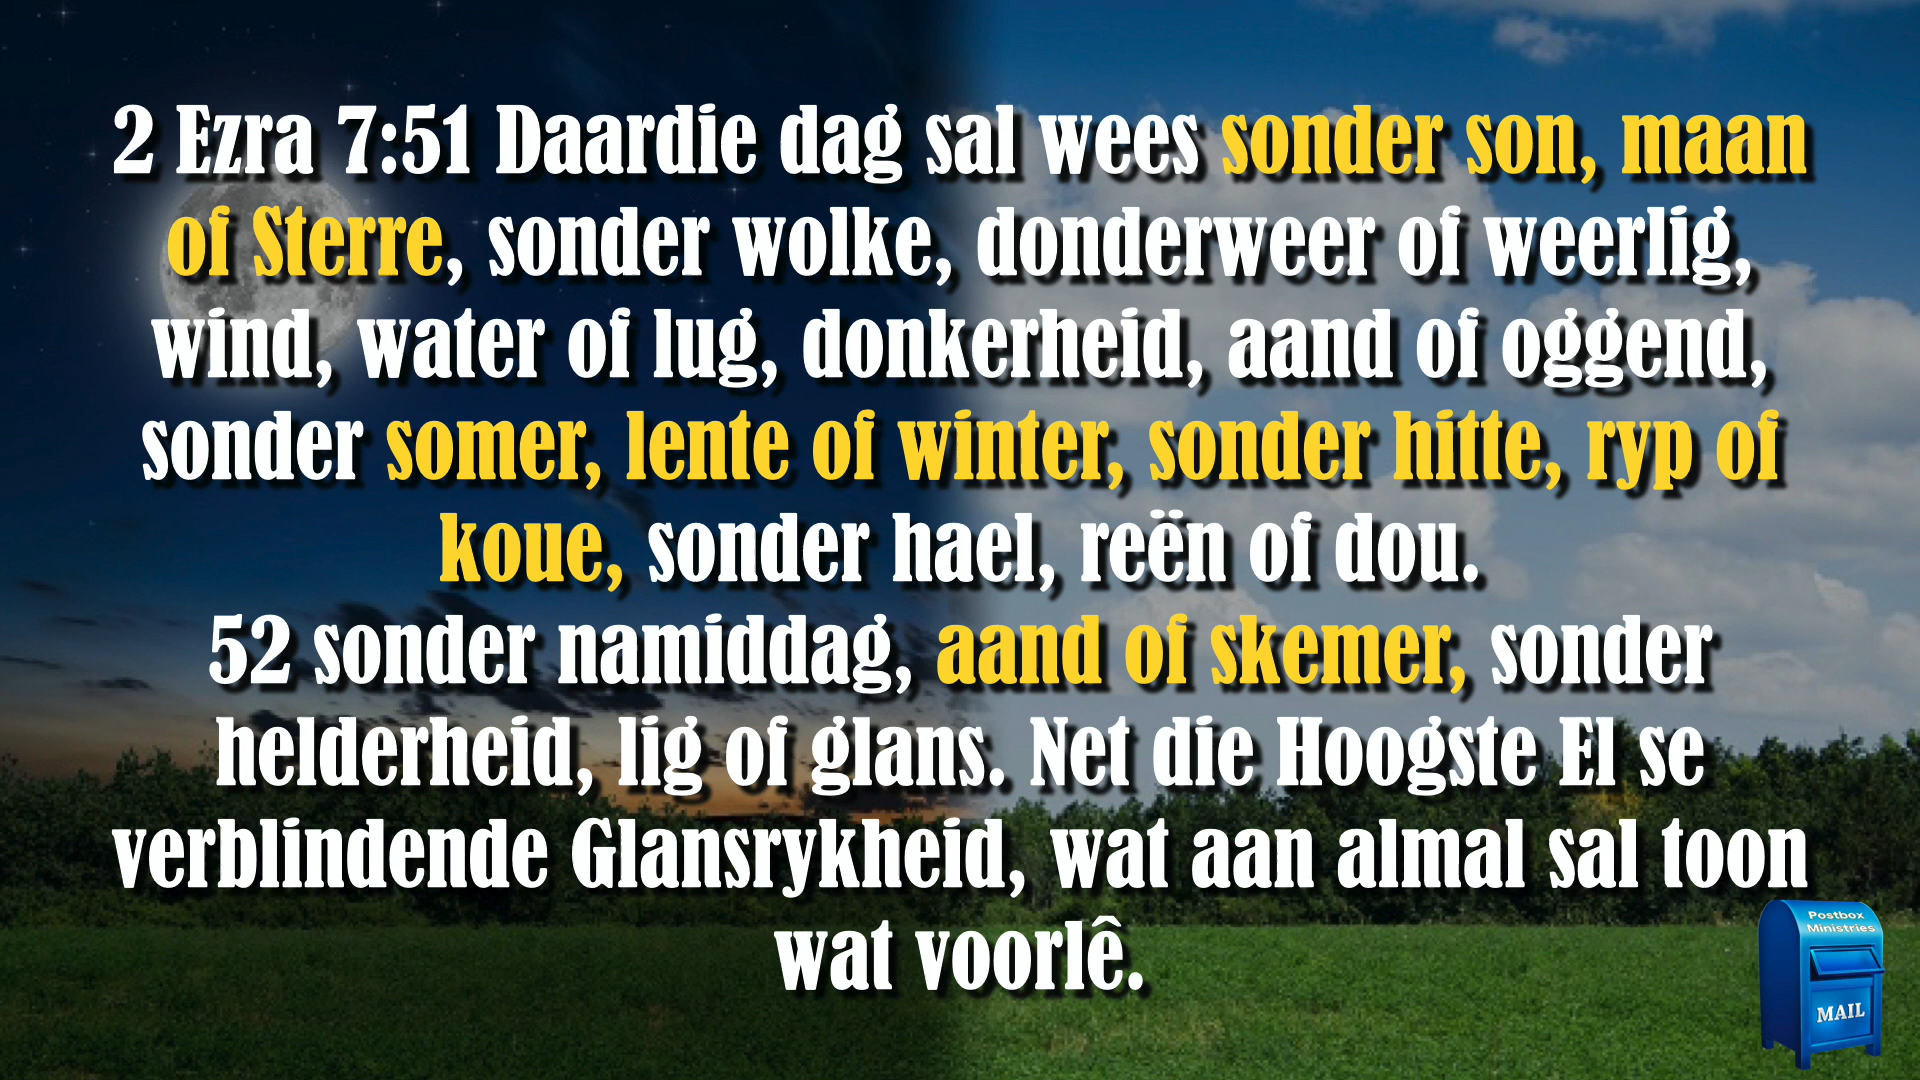 2 Ezra 7:51 Daardie dag sal wees sonder son, maan
of Sterre, sonder wolke, donderweer of weerlig,
wind, water of lug, donkerheid, aand of oggend,
sonder somer, lente of winter, sonder hitte, ryp of
koue, sonder hael, reën of dou.
52 sonder namiddag, aand of skemer, sonder
helderheid, lig of glans. Net die Hoogste El se
verblindende Glansrykheid, wat aan almal sal toon
wat voorlê.
Postbox
Ministries
MAIL